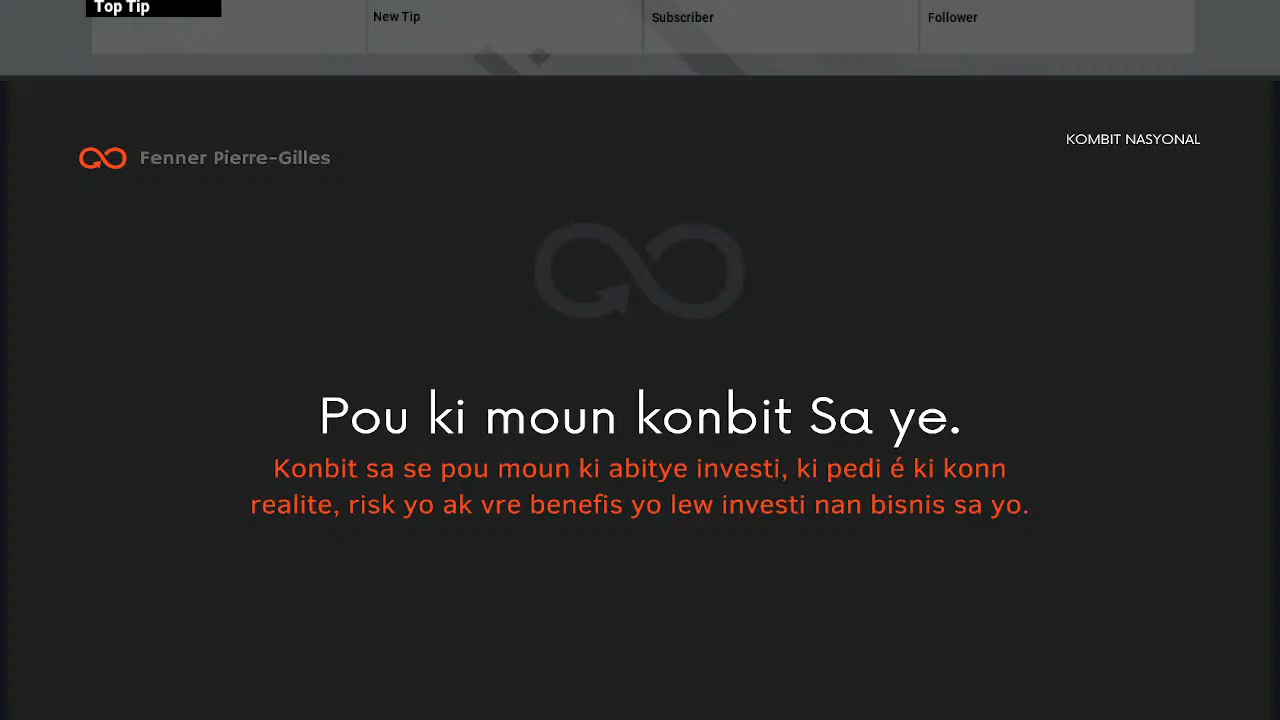 Top Tip
New Tip
Subscriber
Follower
Fenner Pierre-Gilles
KOMBIT NASYONAL
Pou ki moun konbit Sa ye.
Konbit sa se pou moun ki abitye investi, ki pedi é ki konn
realite, risk yo ak vre benefis yo lew investi nan bisnis sa yo.